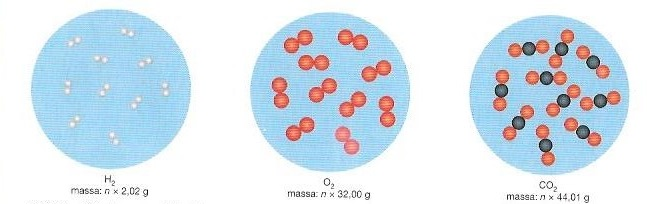 H₂
massa: n × 2,02 g
O₂
massa: n × 32,00 g
CO₂
massa: n × 44,01 g